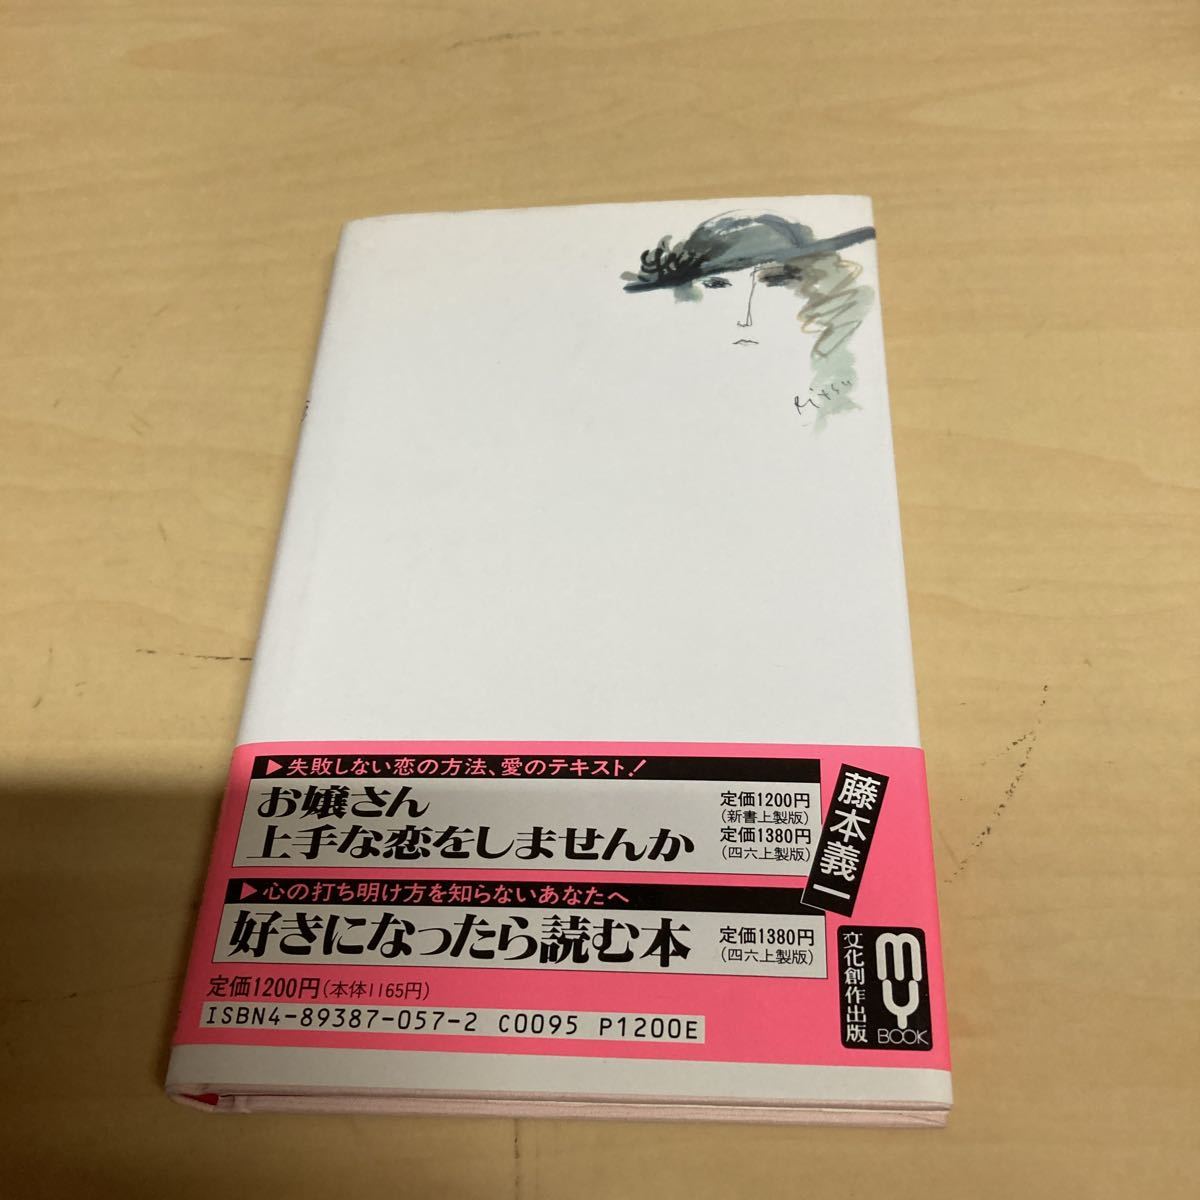 Ritsu
▶失敗しない恋の方法、愛のテキスト!
お嬢さん
上手な恋をしませんか
定価1200円
(新書上製版)
定価1380円
(四六上製版)
藤本義一
▶心の打ち明け方を知らないあなたへ
好きになったら読む本
定価1380円
(四六上製版)
定価1200円(本体1165円)
ISBN4-89387-057-2 C0095 P1200E
文化創作出版
my
BOOK